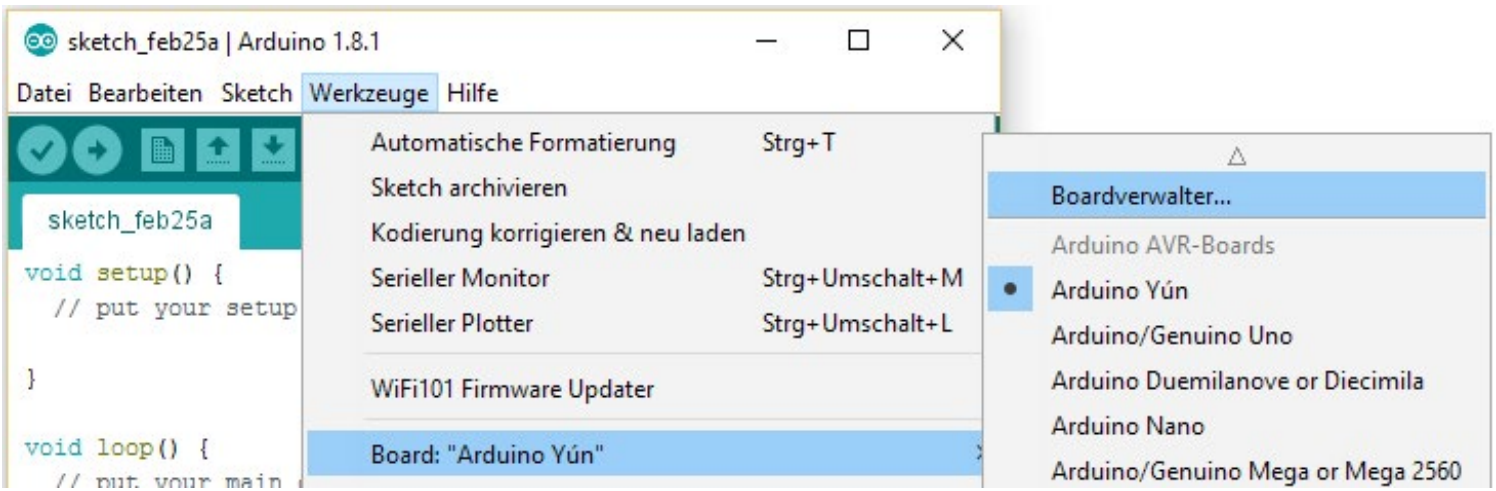 sketch_feb25a | Arduino 1.8.1
Datei Bearbeiten Sketch Werkzeuge Hilfe
Automatische Formatierung Strg+T
Sketch archivieren
Kodierung korrigieren & neu laden
Serieller Monitor Strg+Umschalt+M
Serieller Plotter Strg+Umschalt+L
WiFi101 Firmware Updater
Board: "Arduino Yún"
Boardverwalter...
Arduino AVR-Boards
Arduino Yún
Arduino/Genuino Uno
Arduino Duemilanove or Diecimila
Arduino Nano
Arduino/Genuino Mega or Mega 2560
sketch_feb25a
void setup() {
// put your setup
}
void loop() {
// put your main